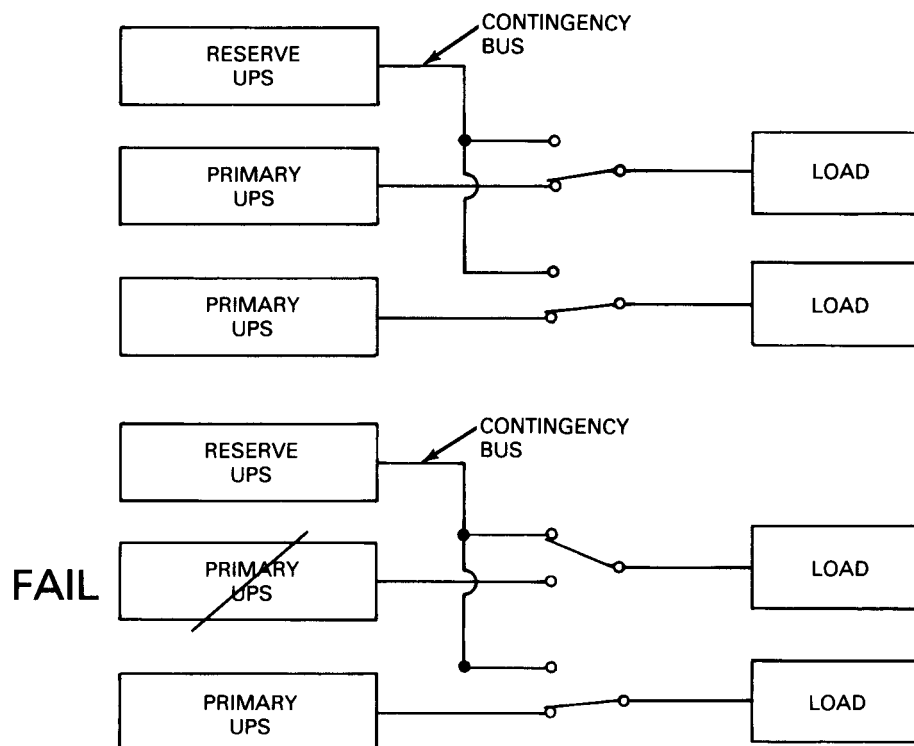 CONTINGENCY
BUS
RESERVE
UPS
PRIMARY
UPS
LOAD
PRIMARY
UPS
LOAD
CONTINGENCY
BUS
RESERVE
UPS
FAIL
PRIMARY
UPS
LOAD
PRIMARY
UPS
LOAD